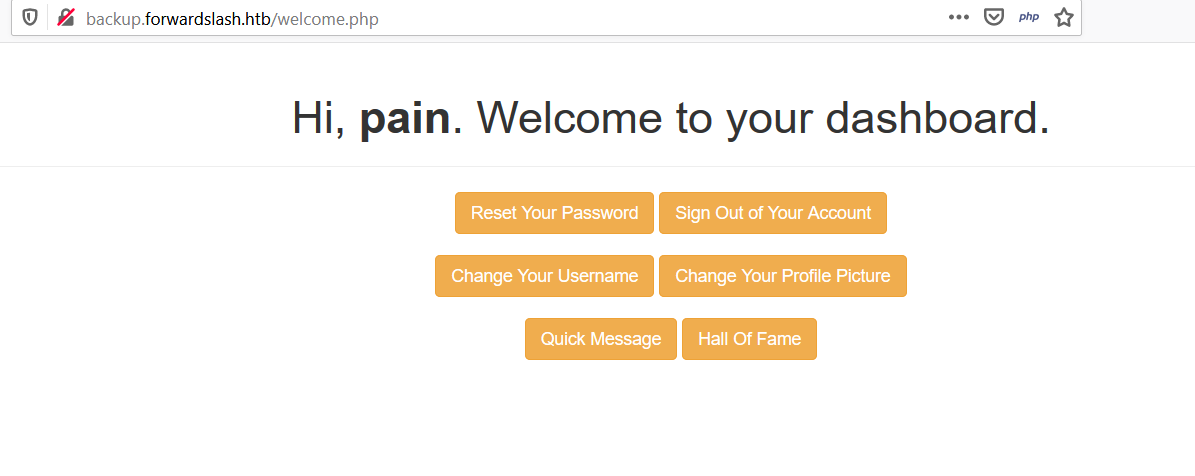 backup.forwardslash.htb/welcome.php
php
Hi, pain. Welcome to your dashboard.
Reset Your Password Sign Out of Your Account
Change Your Username Change Your Profile Picture
Quick Message Hall Of Fame